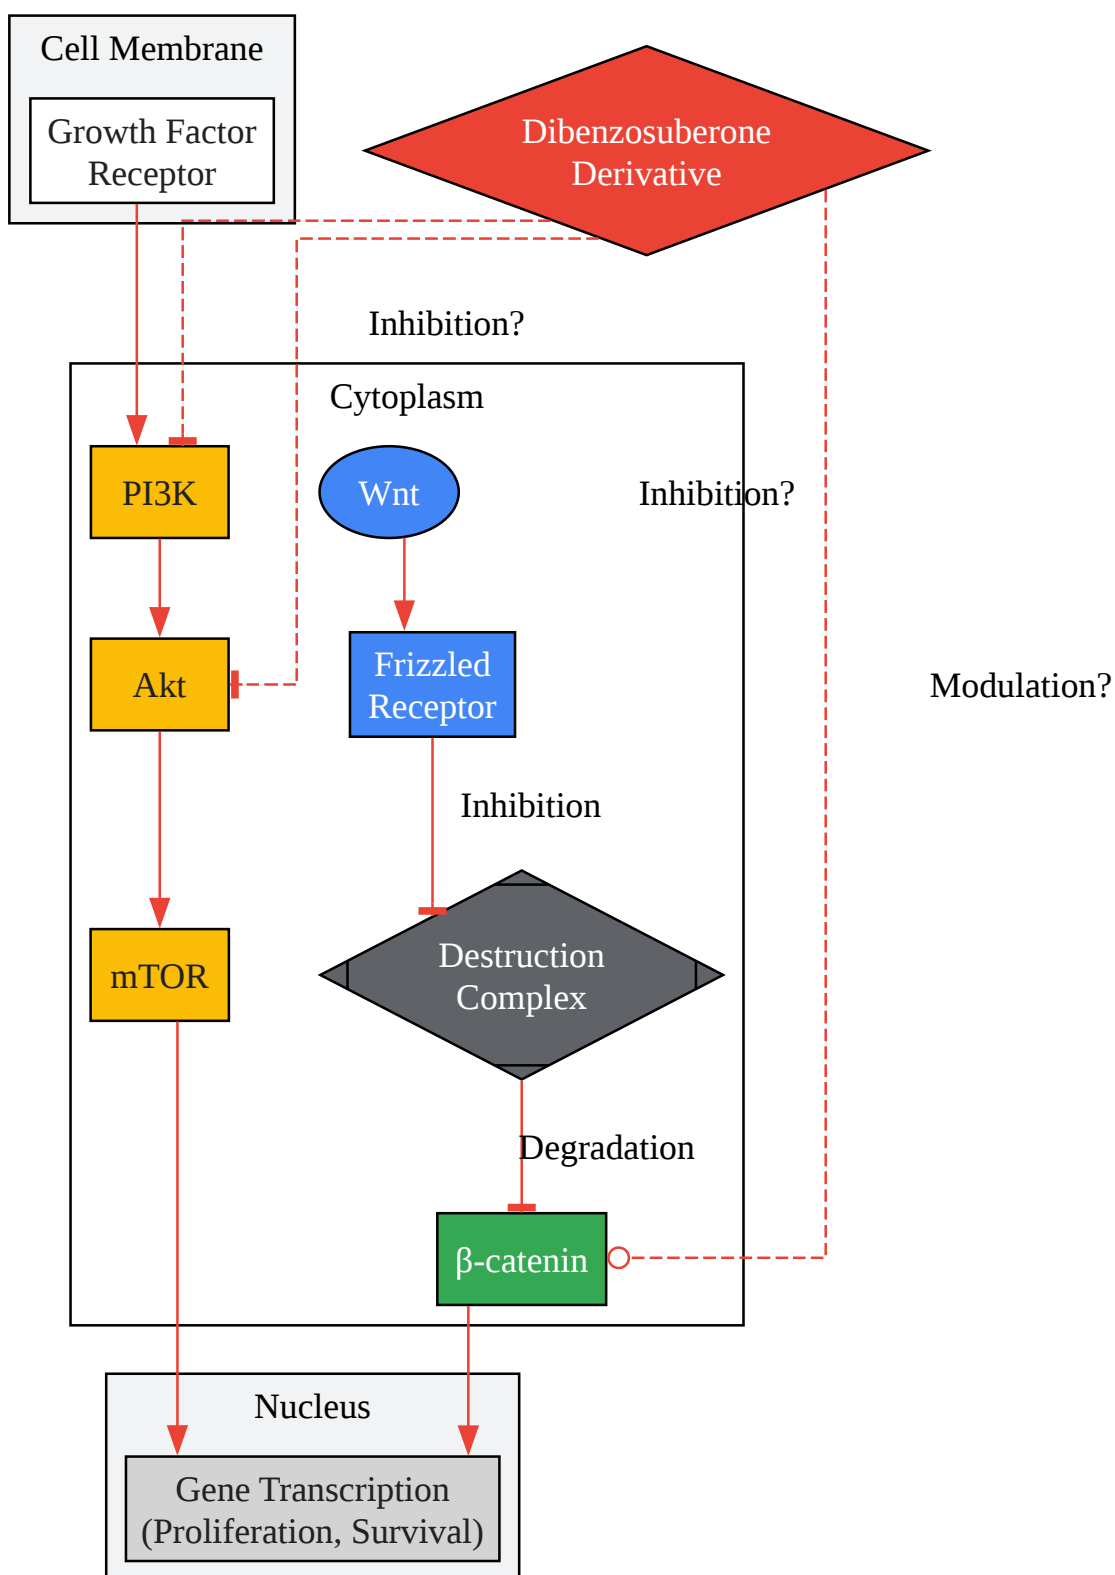 Cell Membrane
Growth Factor
Receptor
Dibenzosuberone
Derivative
Inhibition?
Cytoplasm
PI3K
Wnt
Inhibition?
Akt
Frizzled
Receptor
Modulation?
Inhibition
mTOR
Destruction
Complex
Degradation
β-catenin
Nucleus
Gene Transcription
(Proliferation, Survival)